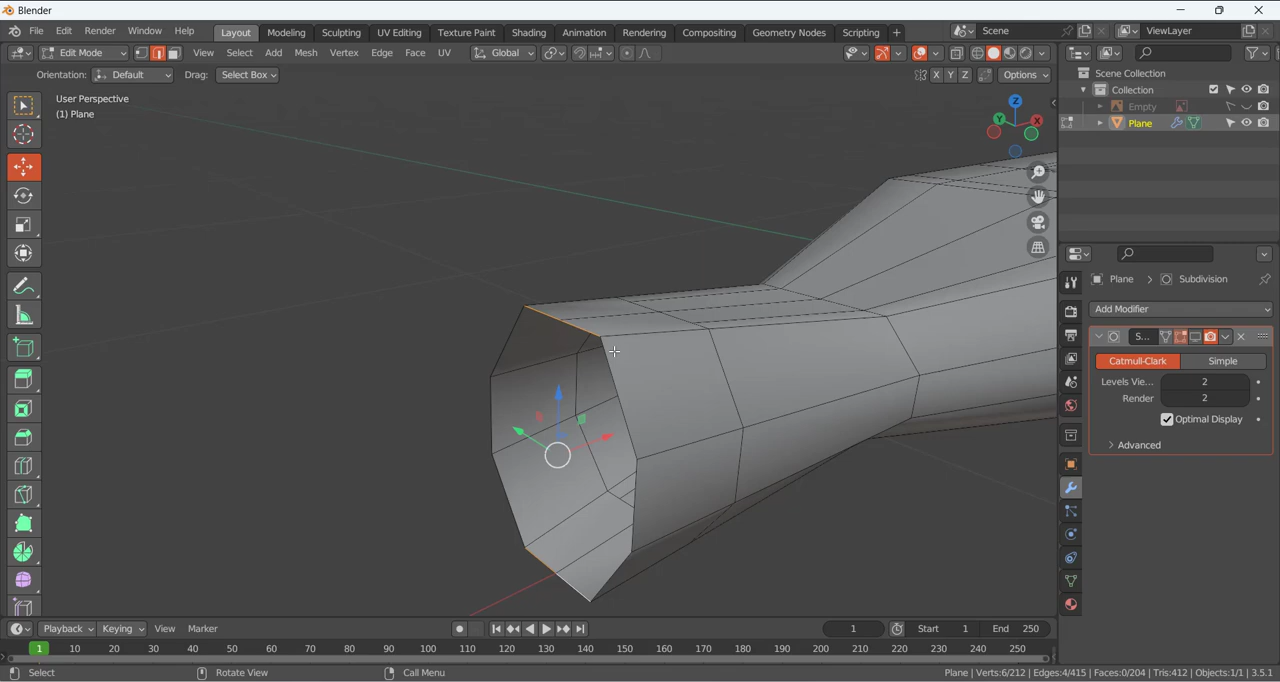 Blender
File Edit Render Window Help Layout Modeling Sculpting UV Editing Texture Paint Shading Animation Rendering Compositing Geometry Nodes Scripting + Scene ViewLayer
Edit Mode View Select Add Mesh Vertex Edge Face UV Global
Orientation: Default Drag: Select Box X Y Z Options
User Perspective
(1) Plane
Z
Y X
Scene Collection
Collection
Empty
Plane
Plane > Subdivision
Add Modifier
S...
Catmull-Clark Simple
Levels Vie... 2
Render 2
Optimal Display
Advanced
Playback Keying View Marker 1 Start 1 End 250
1 10 20 30 40 50 60 70 80 90 100 110 120 130 140 150 160 170 180 190 200 210 220 230 240 250
Select Rotate View Call Menu Plane | Verts:6/212 | Edges:4/415 | Faces:0/204 | Tris:412 | Objects:1/1 | 3.5.1